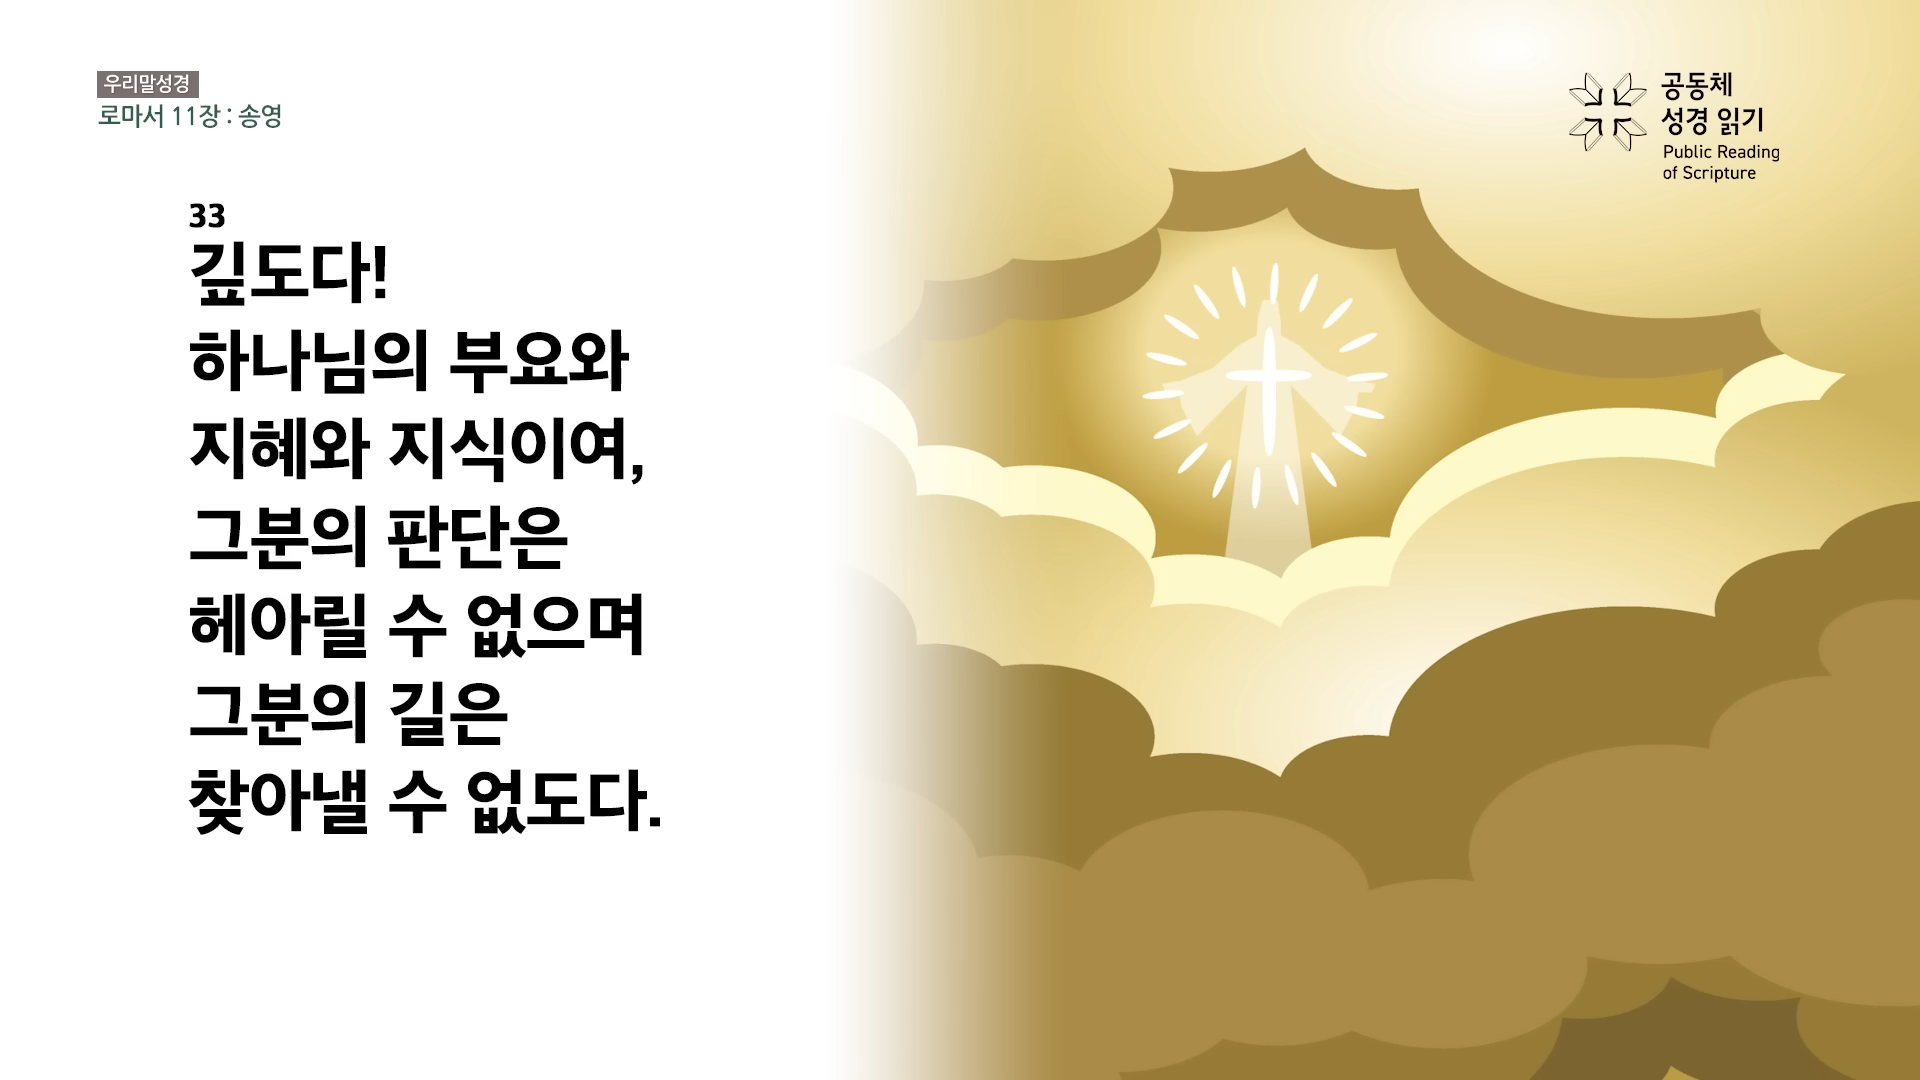 우리말성경
로마서 11장 : 송영
33
깊도다!
하나님의 부요와
지혜와 지식이여,
그분의 판단은
헤아릴 수 없으며
그분의 길은
찾아낼 수 없도다.
공동체
성경 읽기
Public Reading
of Scripture